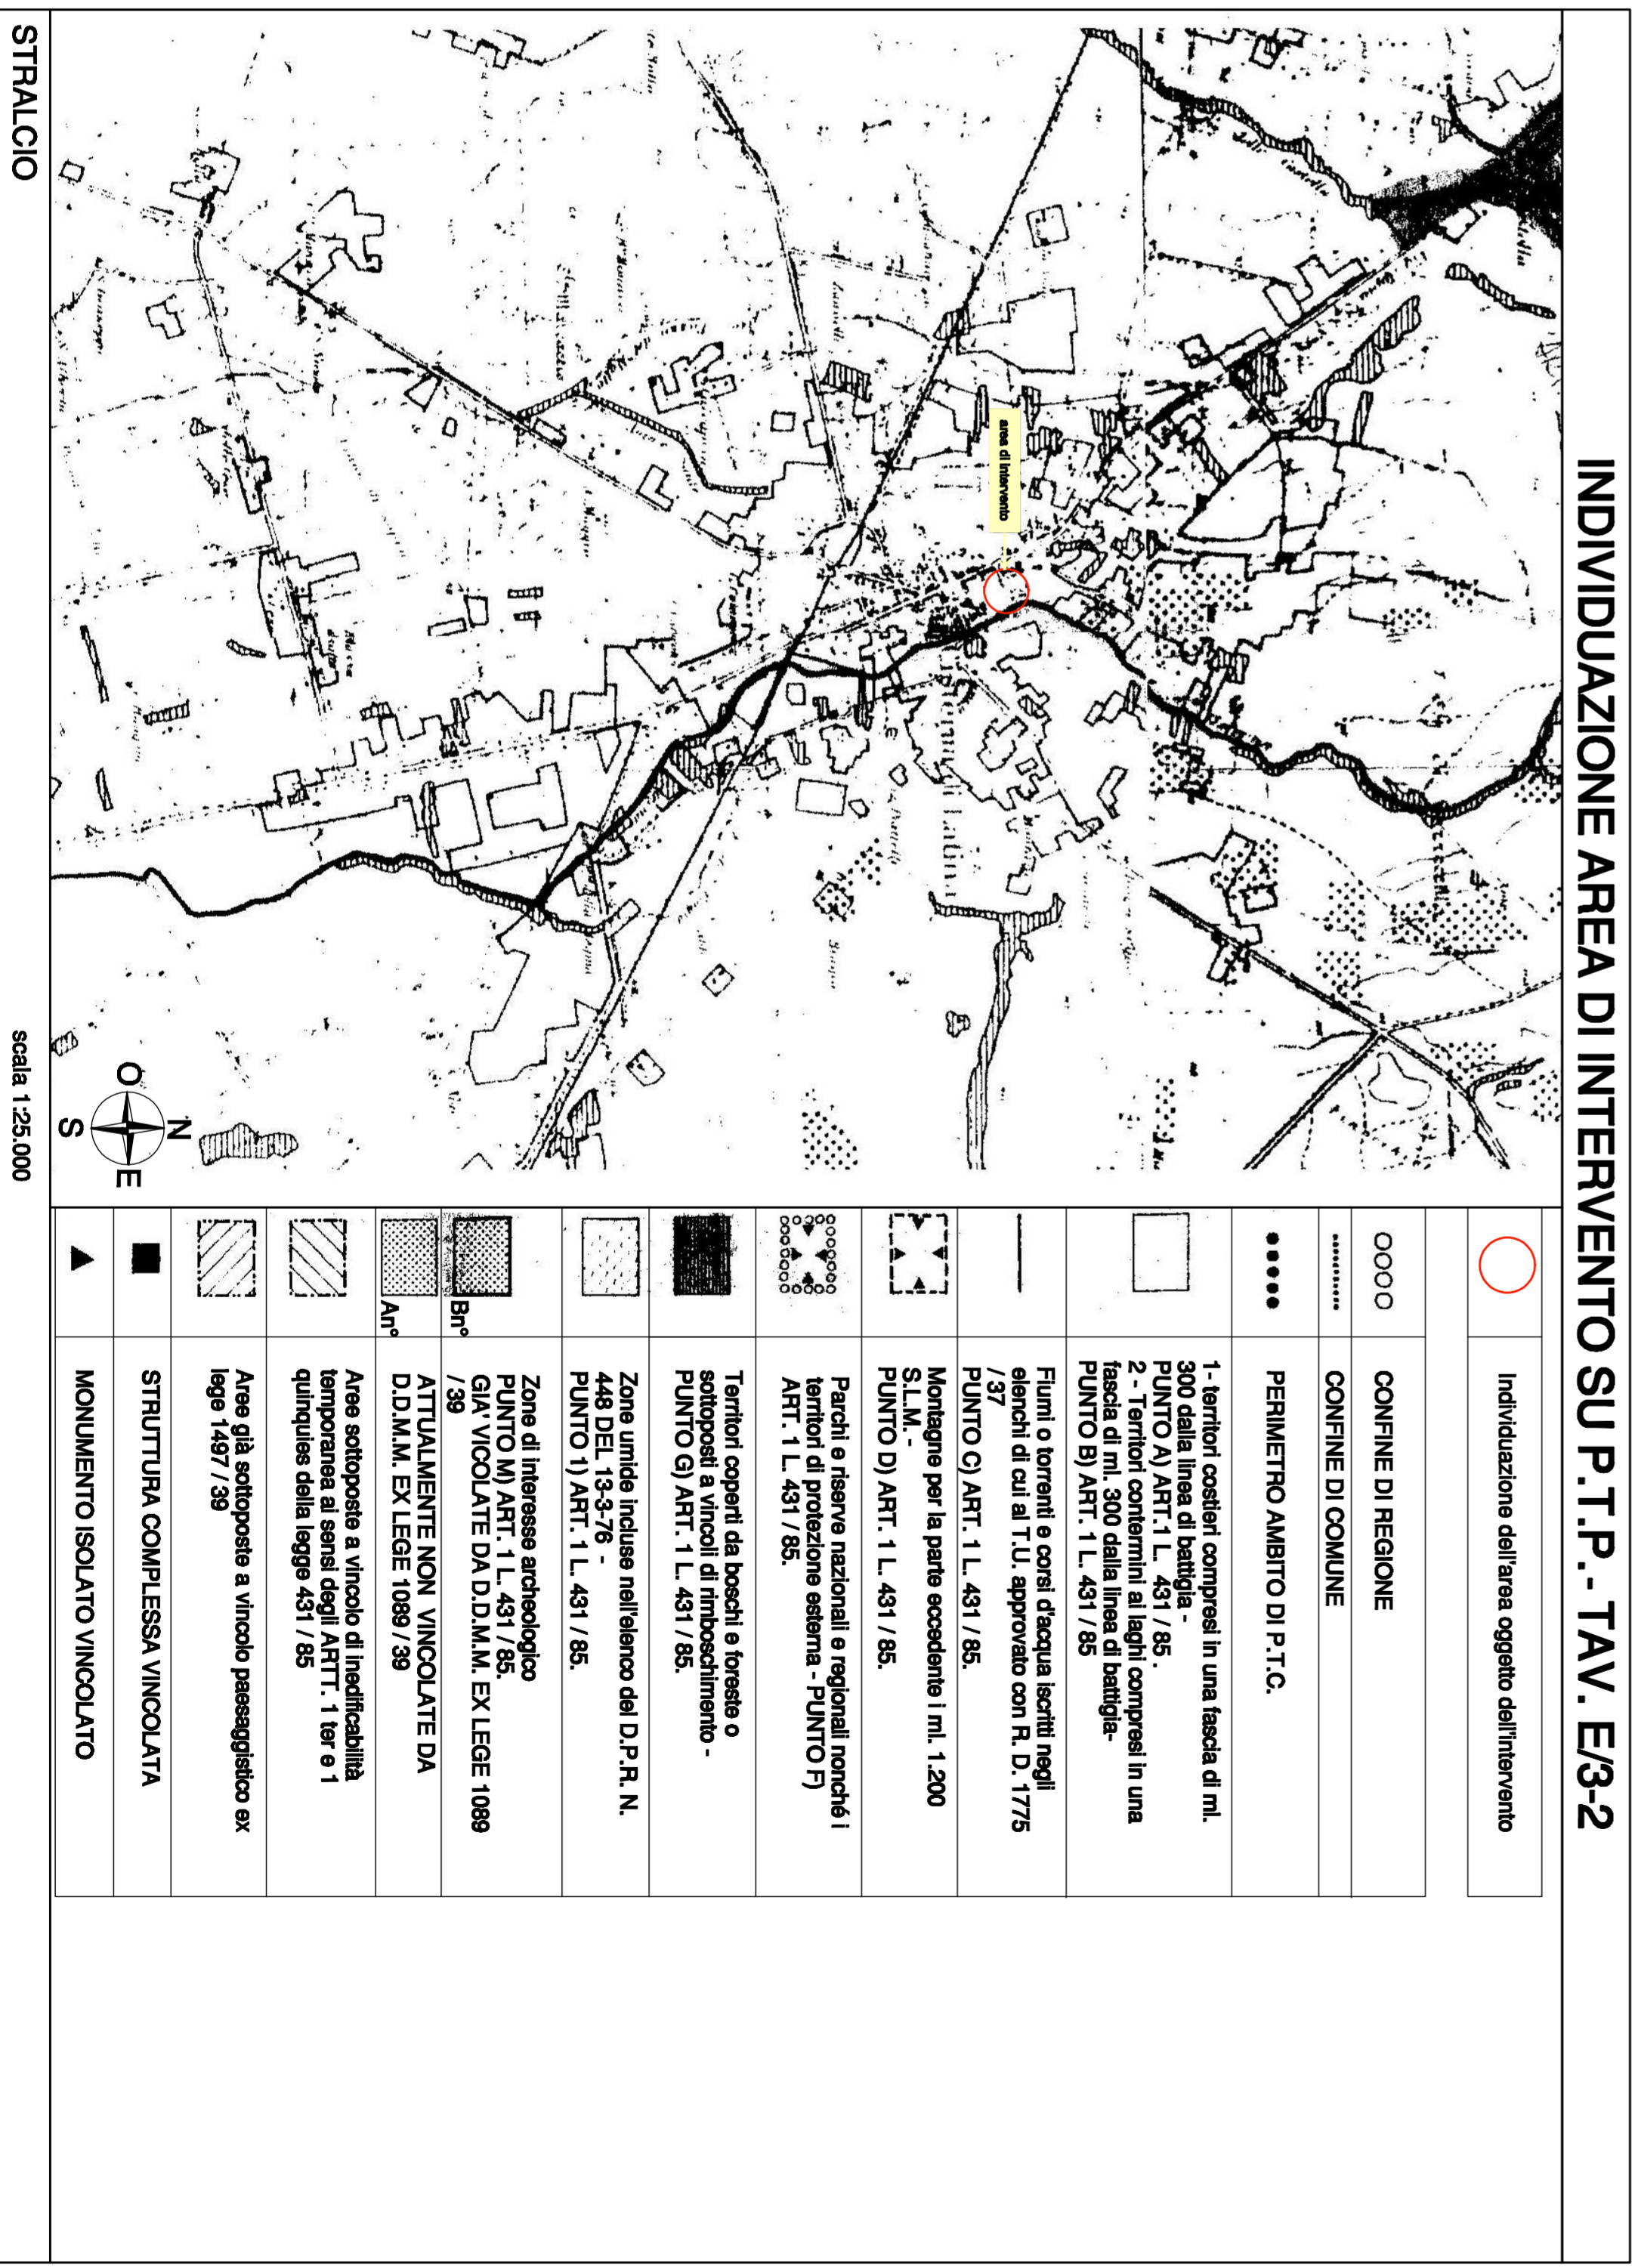 INDIVIDUAZIONE AREA DI INTERVENTO SU P.T.P. - TAV. E/3-2
area di intervento
N
O
E
S
Individuazione dell'area oggetto dell'intervento
CONFINE DI REGIONE
CONFINE DI COMUNE
PERIMETRO AMBITO DI P.T.C.
1- territori costieri compresi in una fascia di ml.
300 dalla linea di battigia -
PUNTO A) ART.1 L. 431 / 85 .
2 - Territori contermini ai laghi compresi in una
fascia di ml. 300 dalla linea di battigia-
PUNTO B) ART. 1 L. 431 / 85
Fiumi o torrenti e corsi d'acqua iscritti negli
elenchi di cui al T.U. approvato con R. D. 1775
/ 37
PUNTO C) ART. 1 L. 431 / 85.
Montagne per la parte eccedente i ml. 1.200
S.L.M. -
PUNTO D) ART. 1 L. 431 / 85.
Parchi e riserve nazionali e regionali nonché i
territori di protezione esterna - PUNTO F)
ART. 1 L. 431 / 85.
Territori coperti da boschi e foreste o
sottoposti a vincoli di rimboschimento -
PUNTO G) ART. 1 L. 431 / 85.
Zone umide incluse nell'elenco del D.P.R. N.
448 DEL 13-3-76 -
PUNTO 1) ART. 1 L. 431 / 85.
Bn°
Zone di interesse archeologico
PUNTO M) ART. 1 L. 431 / 85.
GIA' VICOLATE DA D.D.M.M. EX LEGE 1089
/ 39
An°
ATTUALMENTE NON VINCOLATE DA
D.D.M.M. EX LEGE 1089 / 39
Aree sottoposte a vincolo di inedificabilità
temporanea ai sensi degli ARTT. 1 ter e 1
quinquies della legge 431 / 85
Aree già sottoposte a vincolo paesaggistico ex
lege 1497 / 39
STRUTTURA COMPLESSA VINCOLATA
MONUMENTO ISOLATO VINCOLATO
STRALCIO
scala 1:25.000